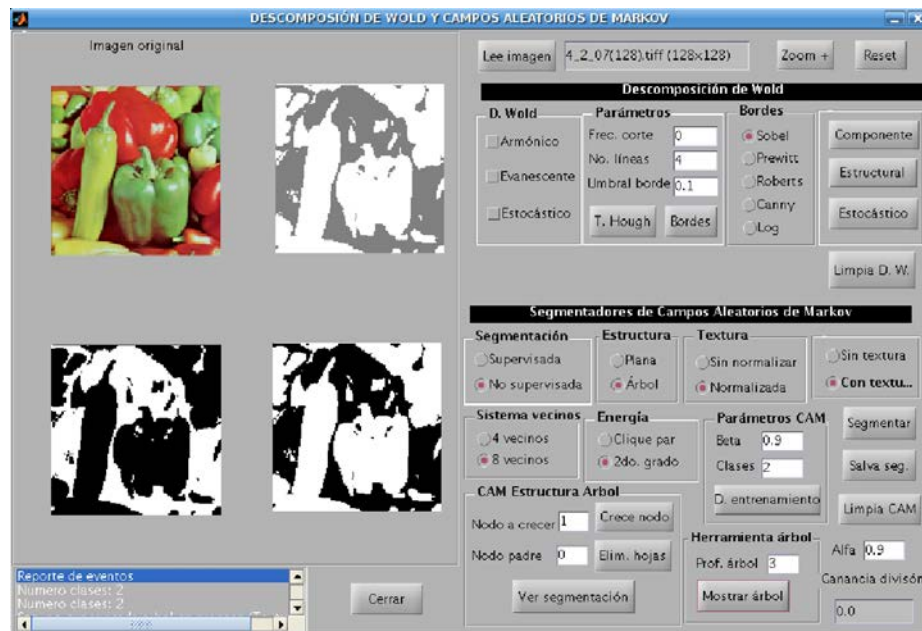 DESCOMPOSIÓN DE WOLD Y CAMPOS ALEATORIOS DE MARKOV
Imagen original
Lee imagen
4_2_07(128).tiff (128×128)
Zoom +
Reset
Descomposición de Wold
D. Wold
Armónico
Evanescente
Estocástico
Parámetros
Frec. corte 0
No. líneas 4
Umbral borde 0.1
T. Hough
Bordes
Bordes
Sobel
Prewitt
Roberts
Canny
Log
Componente
Estructural
Estocástico
Limpia D. W.
Segmentadores de Campos Aleatorios de Markov
Segmentación
Supervisada
No supervisada
Estructura
Plana
Árbol
Textura
Sin normalizar
Normalizada
Sin textura
Con textu...
Sistema vecinos
4 vecinos
8 vecinos
Energía
Clique par
2do. grado
Parámetros CAM
Beta 0.9
Clases 2
D. entrenamiento
Segmentar
Salva seg.
Limpia CAM
CAM Estructura Arbol
Nodo a crecer 1
Crece nodo
Nodo padre 0
Elim. hojas
Ver segmentación
Herramienta árbol
Prof. árbol 3
Mostrar árbol
Alfa 0.9
Ganancia divisón
0.0
Reporte de eventos
Numero clases: 2
Numero clases: 2
Cerrar